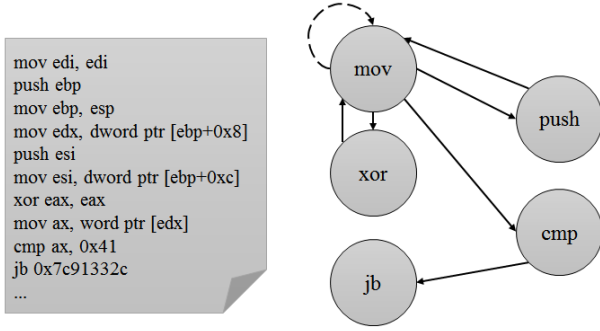 mov edi, edi
push ebp
mov ebp, esp
mov edx, dword ptr [ebp+0x8]
push esi
mov esi, dword ptr [ebp+0xc]
xor eax, eax
mov ax, word ptr [edx]
cmp ax, 0x41
jb 0x7c91332c
...
mov
push
xor
cmp
jb